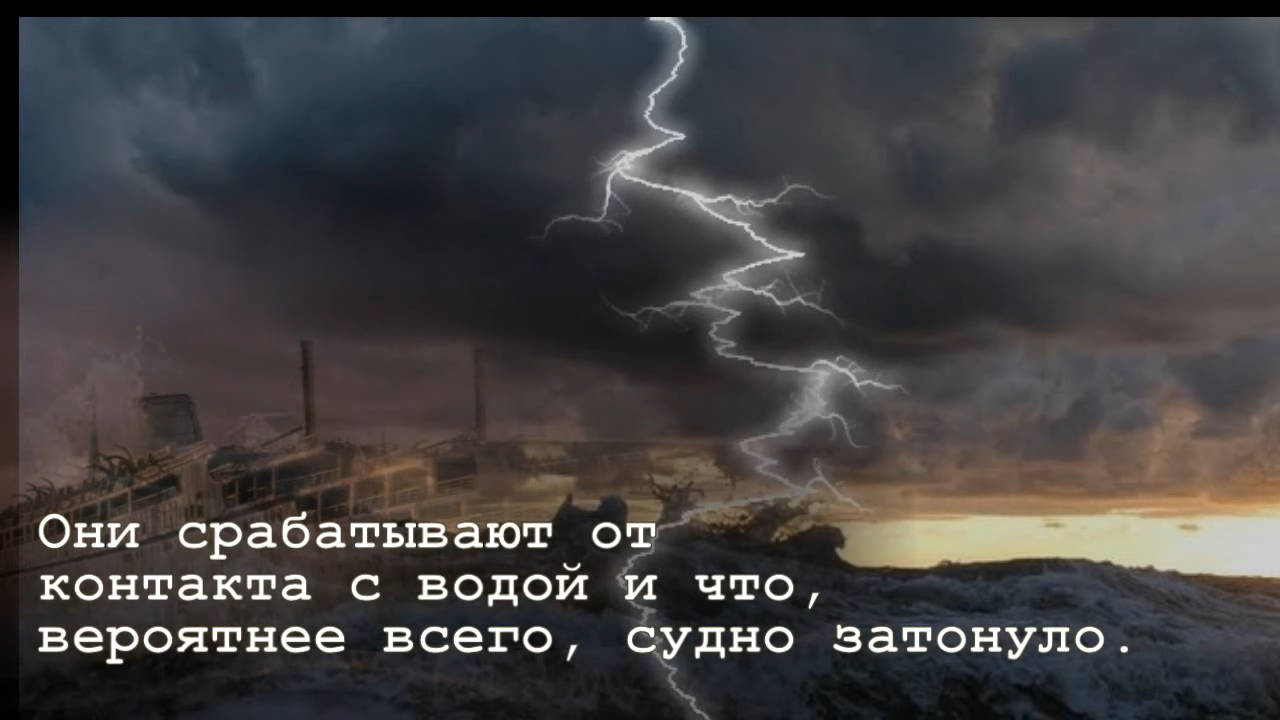 Они срабатывают от
контакта с водой и что,
вероятнее всего, судно затонуло.